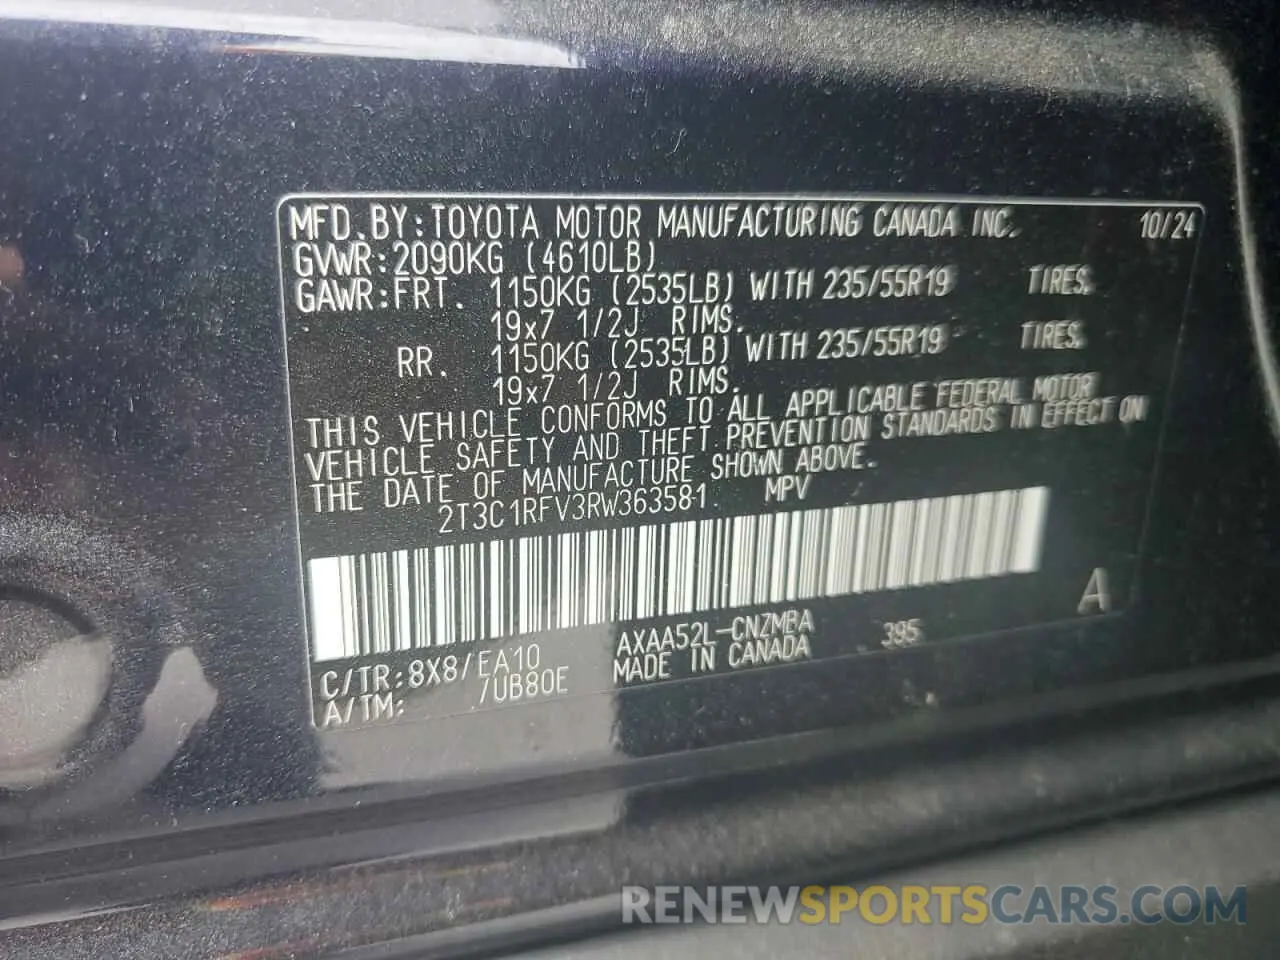 MFD.BY:TOYOTA MOTOR MANUFACTURING CANADA INC. 10/24
GVWR:2090KG (4610LB)
GAWR:FRT. 1150KG (2535LB) WITH 235/55R19 TIRES.
19x7 1/2J RIMS.
RR. 1150KG (2535LB) WITH 235/55R19 TIRES.
19x7 1/2J RIMS.
THIS VEHICLE CONFORMS TO ALL APPLICABLE FEDERAL MOTOR
VEHICLE SAFETY AND THEFT PREVENTION STANDARDS IN EFFECT ON
THE DATE OF MANUFACTURE SHOWN ABOVE.
2T3C1RFV3RW363581 MPV
A
C/TR:8X8/EA10 AXAA52L-CNZMBA 395
A/TM: /UB80E MADE IN CANADA
RENEWSPORTSCARS.COM